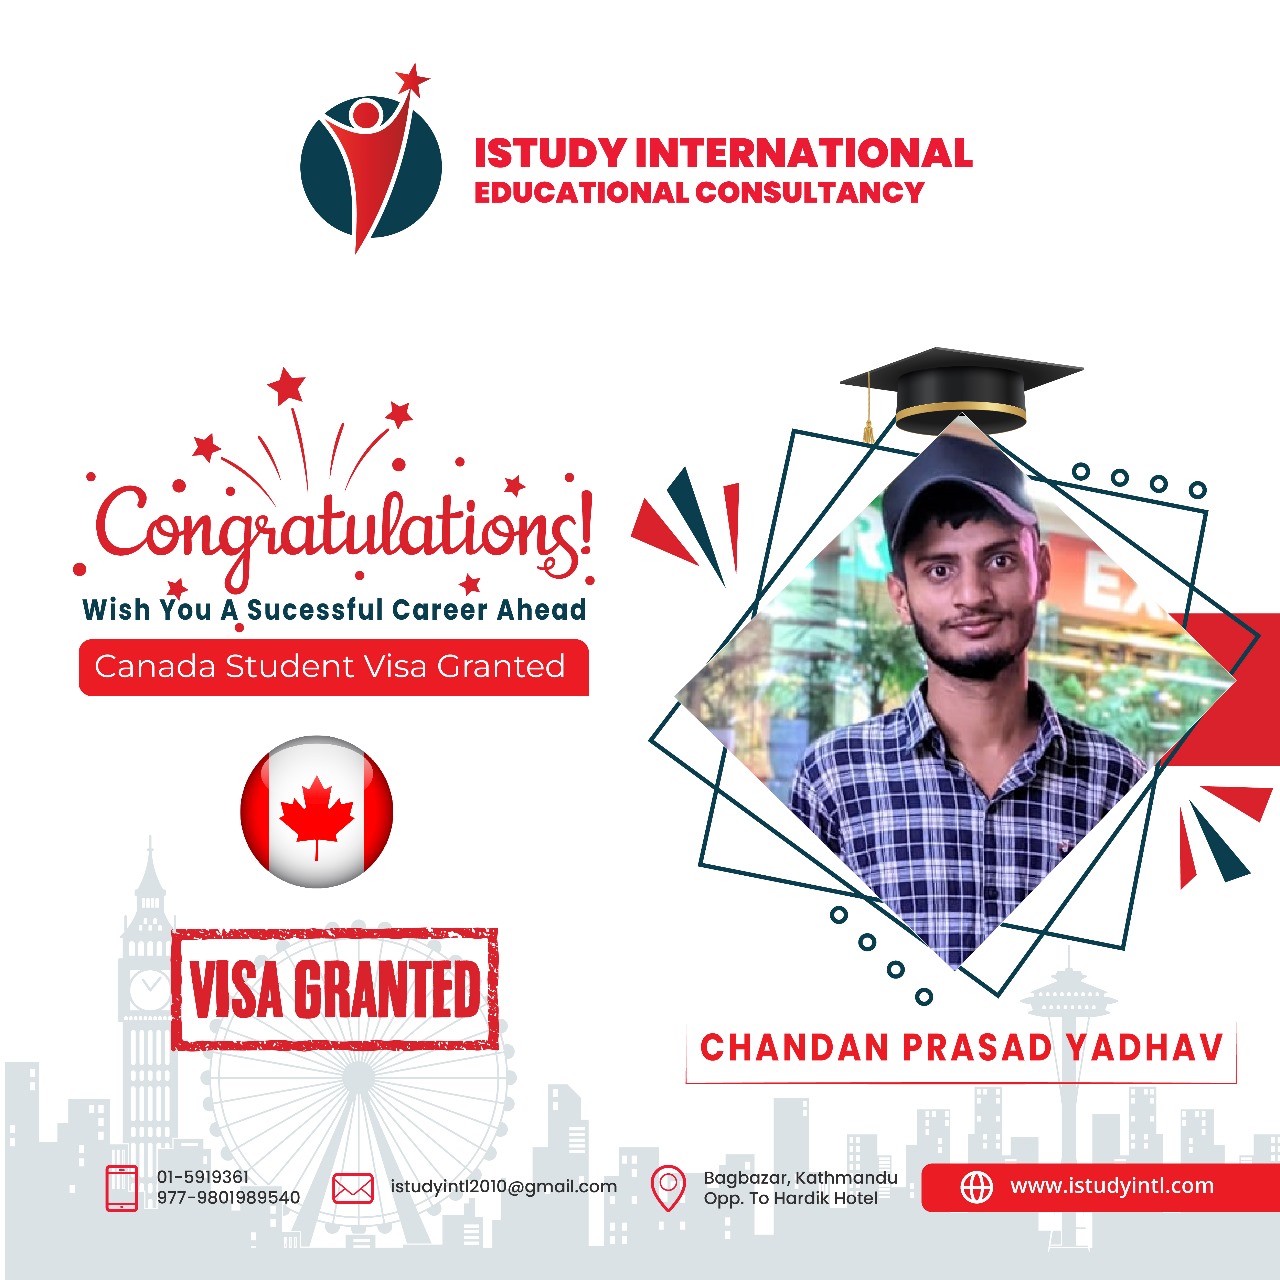 ISTUDY INTERNATIONAL
EDUCATIONAL CONSULTANCY
Congratulations!
Wish You A Sucessful Career Ahead
Canada Student Visa Granted
VISA GRANTED
EX
CHANDAN PRASAD YADHAV
01-5919361
977-9801989540
istudyintl2010@gmail.com
Bagbazar, Kathmandu
Opp. To Hardik Hotel
www.istudyintl.com